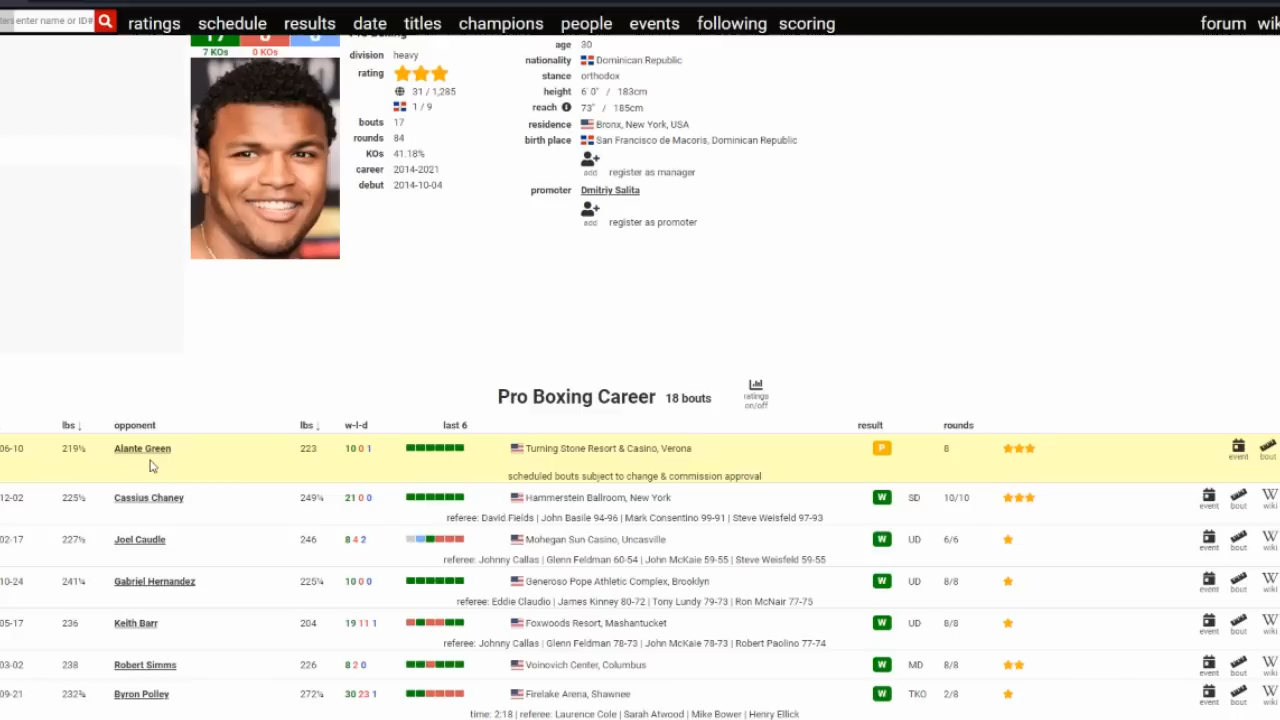 enter name or ID# ratings schedule results date titles champions people events following scoring forum wik
7 KOs 0 KOs
division heavy
rating
31 / 1,285
1 / 9
bouts 17
rounds 84
KOs 41.18%
career 2014-2021
debut 2014-10-04
age 30
nationality Dominican Republic
stance orthodox
height 6' 0" / 183cm
reach 73" / 185cm
residence Bronx, New York, USA
birth place San Francisco de Macoris, Dominican Republic
add register as manager
promoter Dmitriy Salita
add register as promoter
Pro Boxing Career 18 bouts
ratings
on/off
lbs ↓ opponent lbs ↓ w-l-d last 6 result rounds
06-10 219¾ Alante Green 223 10 0 1 Turning Stone Resort & Casino, Verona P 8 event bout
scheduled bouts subject to change & commission approval
12-02 Cassius Chaney 21 0 0 Hammerstein Ballroom, New York W SD 10/10 event bout wiki
referee: David Fields | John Basile 94-96 | Mark Consentino 99-91 | Steve Weisfeld 97-93
02-17 Joel Caudle 246 8 4 2 Mohegan Sun Casino, Uncasville W UD 6/6 event bout wiki
referee: Johnny Callas | Glenn Feldman 60-54 | John McKaie 59-55 | Steve Weisfeld 59-55
10-24 Gabriel Hernandez 10 0 0 Generoso Pope Athletic Complex, Brooklyn W UD 8/8 event bout wiki
referee: Eddie Claudio | James Kinney 80-72 | Tony Lundy 79-73 | Ron McNair 77-75
05-17 236 Keith Barr 204 19 11 1 Foxwoods Resort, Mashantucket W UD 8/8 event bout wiki
referee: Johnny Callas | Glenn Feldman 78-73 | John McKaie 78-73 | Robert Paolino 77-74
03-02 238 Robert Simms 226 8 2 0 Voinovich Center, Columbus W MD 8/8 event bout wiki
09-21 Byron Polley 30 23 1 Firelake Arena, Shawnee W TKO 2/8 event bout wiki
time: 2:18 | referee: Laurence Cole | Sarah Atwood | Mike Bower | Henry Ellick